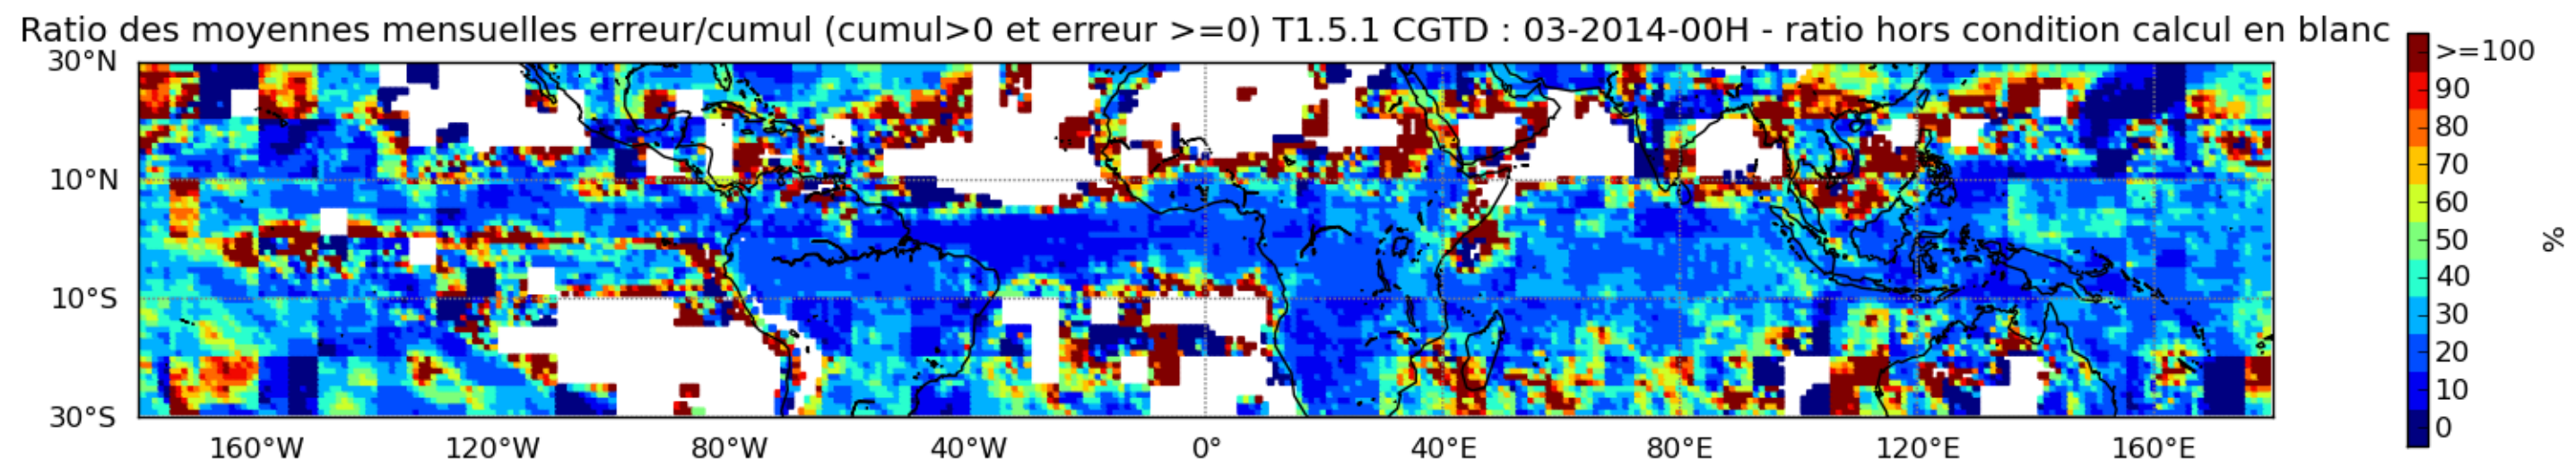 Ratio des moyennes mensuelles erreur/cumul (cumul>0 et erreur >=0) T1.5.1 CGTD : 03-2014-00H - ratio hors condition calcul en blanc
30°N
10°N
10°S
30°S
160°W 120°W 80°W 40°W 0° 40°E 80°E 120°E 160°E
>=100
90
80
70
60
50
40
30
20
10
0
%